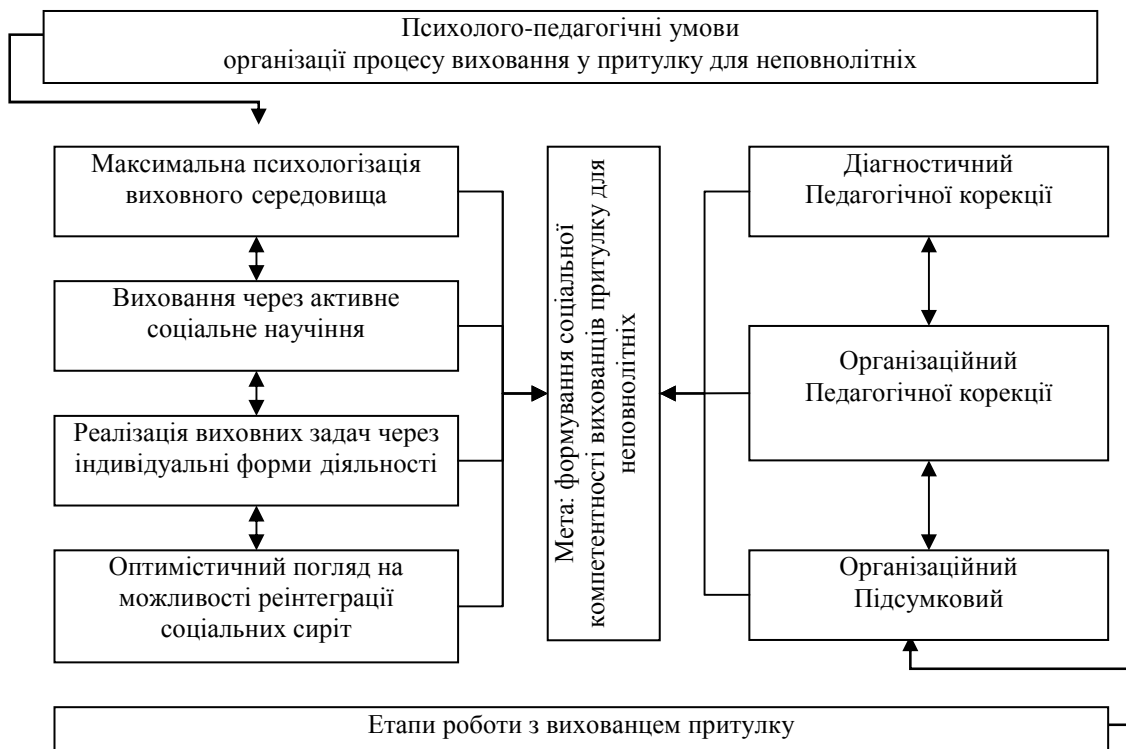 Психолого-педагогічні умови
організації процесу виховання у притулку для неповнолітніх
Максимальна психологізація
виховного середовища
Виховання через активне
соціальне научіння
Реалізація виховних задач через
індивідуальні форми діяльності
Оптимістичний погляд на
можливості реінтеграції
соціальних сиріт
Мета: формування соціальної
компетентності вихованців притулку для
неповнолітніх
Діагностичний
Педагогічної корекції
Організаційний
Педагогічної корекції
Організаційний
Підсумковий
Етапи роботи з вихованцем притулку